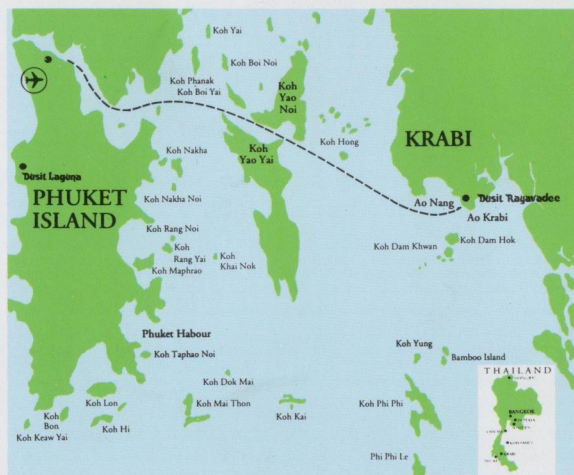 Koh Yai
Koh Boi Noi
Koh Phanak
Koh Boi Yai
Koh
Yao
Noi
Koh Hong
KRABI
Koh Nakha
Koh
Yao Yai
Dusit Laguna
PHUKET
ISLAND
Koh Nakha Noi
Ao Nang
Dusit Rayavadee
Ao Krabi
Koh Rang Noi
Koh
Rang Yai
Koh
Khai Nok
Koh Maphrao
Koh Dam Khwan
Koh Dam Hok
Phuket Habour
Koh Taphao Noi
Koh Yung
Bamboo Island
THAILAND
BANGKOK
Koh Dok Mai
Koh Lon
Koh Mai Thon
Koh Kai
Koh Phi Phi
Koh
Bon
Koh Hi
Koh Keaw Yai
Phi Phi Le